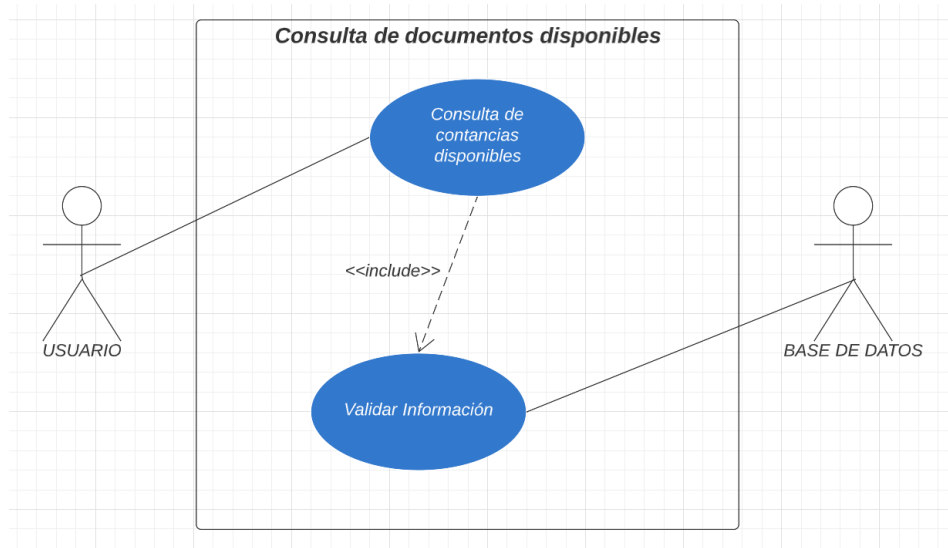 Consulta de documentos disponibles
Consulta de
contancias
disponibles
<<include>>
USUARIO
BASE DE DATOS
Validar Información